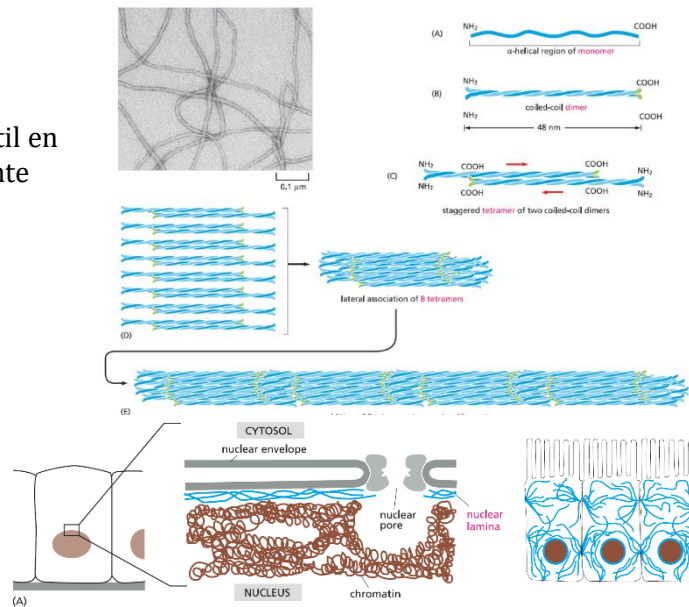 til en
nte
0.1 μm
(A)
NH₂
COOH
α-helical region of monomer
(B)
NH₂
COOH
coiled-coil dimer
NH₂
48 nm
COOH
(C)
NH₂
COOH
COOH
NH₂
NH₂
COOH
COOH
NH₂
staggered tetramer of two coiled-coil dimers
(D)
lateral association of 8 tetramers
(E)
CYTOSOL
nuclear envelope
nuclear
pore
nuclear
lamina
chromatin
NUCLEUS
(A)